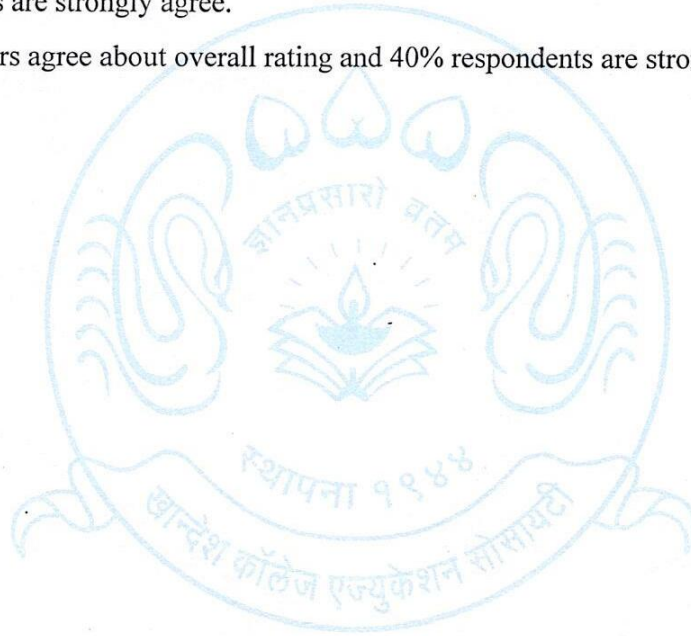 are strongly agree.
rs agree about overall rating and 40% respondents are stro
ज्ञानप्रसारो व्रतम
स्थापना १९४४
खान्देश कॉलेज एज्युकेशन सोसायटी